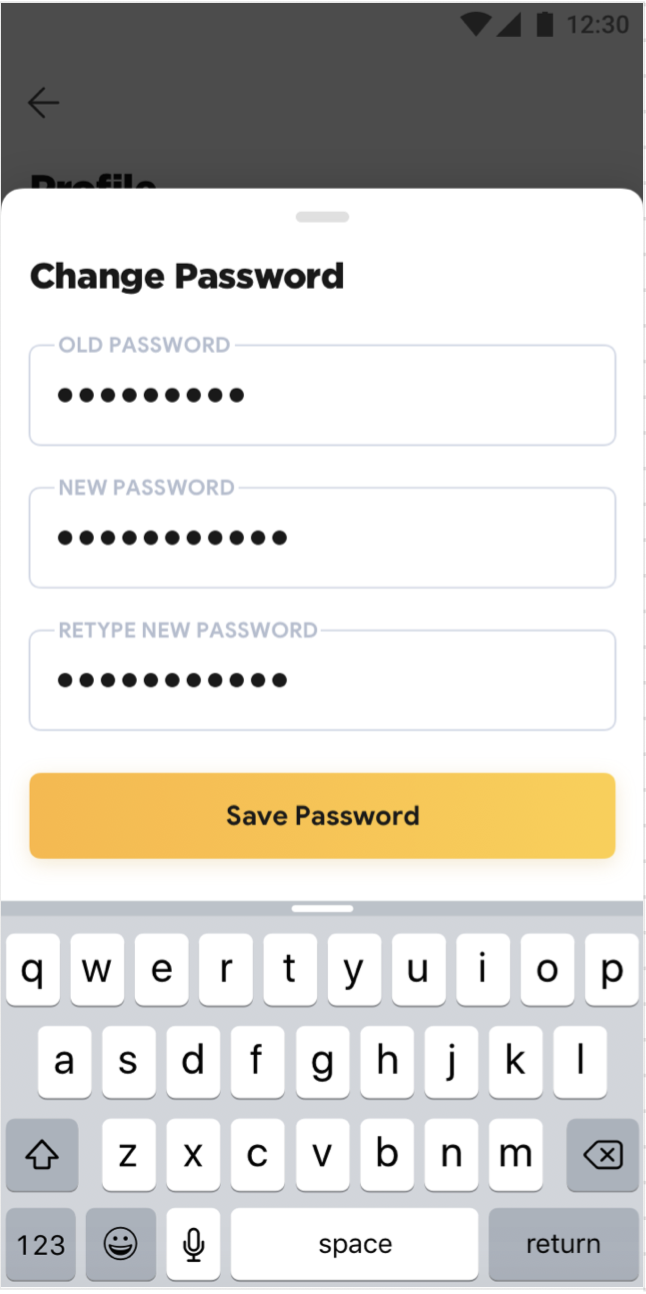 12:30
Profile
Change Password
OLD PASSWORD
•••••••••
NEW PASSWORD
•••••••••••
RETYPE NEW PASSWORD
•••••••••••
Save Password
q w e r t y u i o p
a s d f g h j k l
z x c v b n m
123 space return